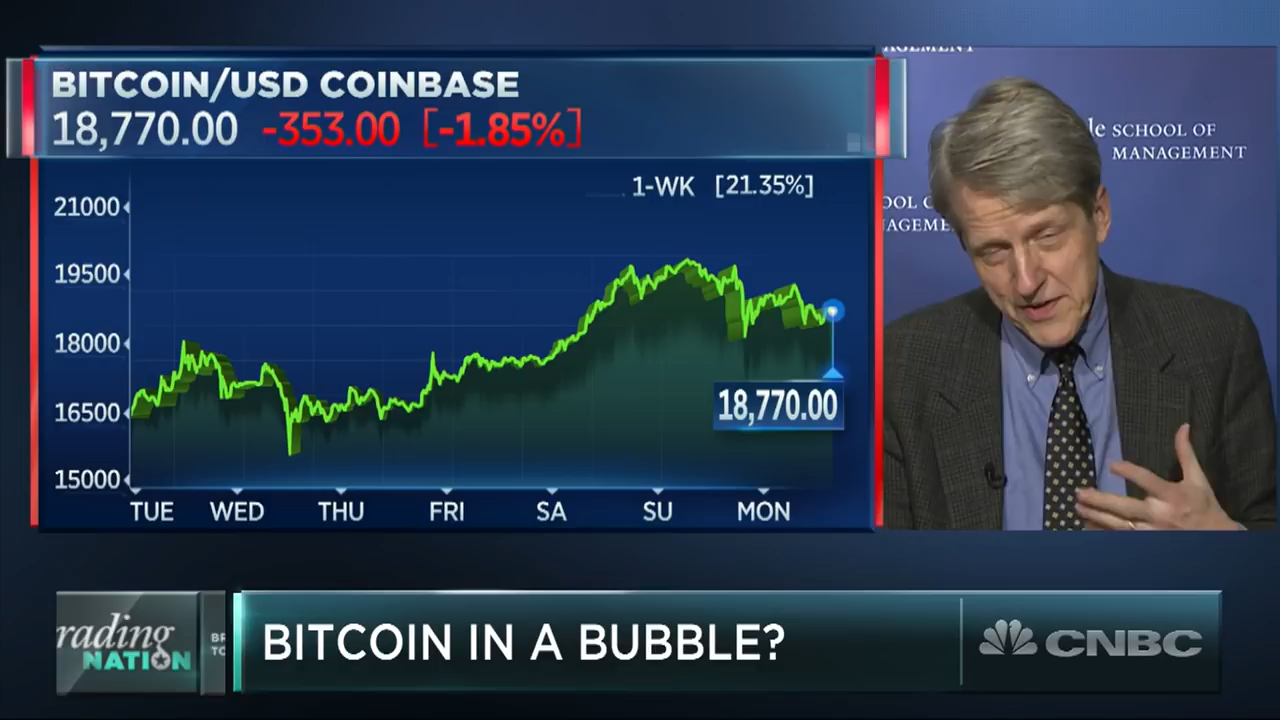 BITCOIN/USD COINBASE
18,770.00 -353.00 [-1.85%]
1-WK [21.35%]
21000
19500
18000
16500
15000
18,770.00
TUE WED THU FRI SA SU MON
SCHOOL OF
MANAGEMENT
rading
NATION
BITCOIN IN A BUBBLE?
CNBC